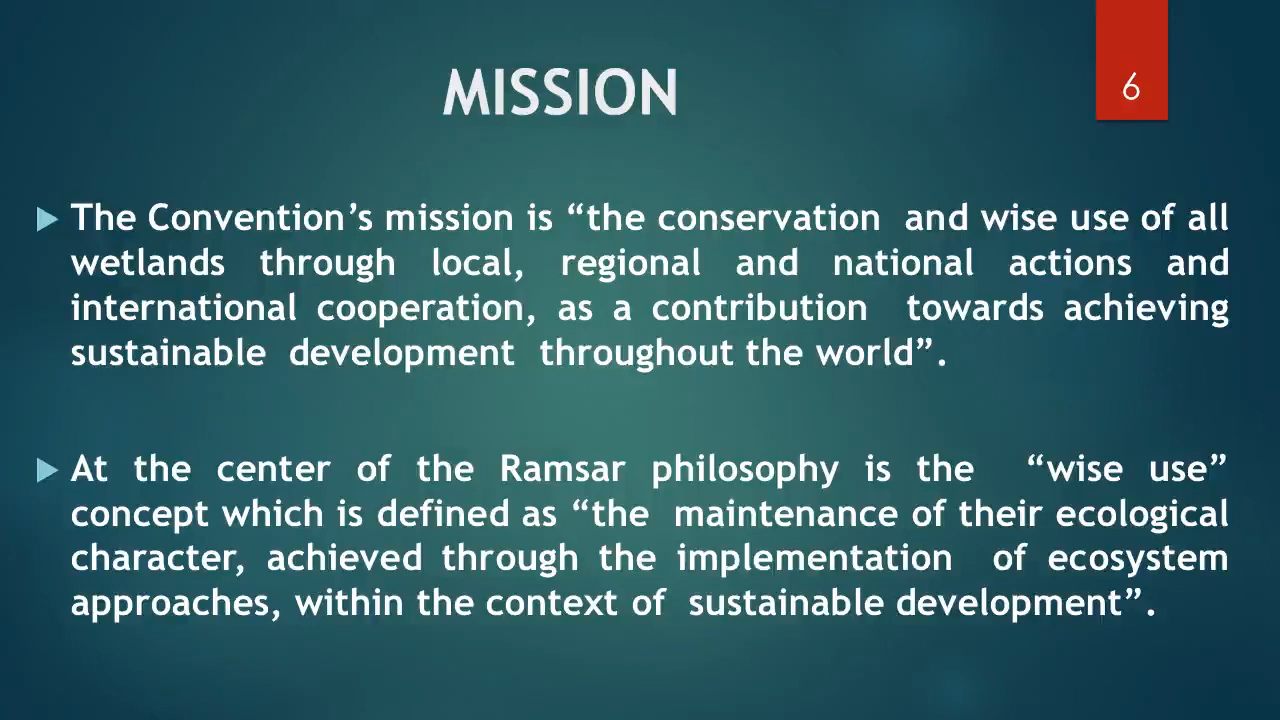 MISSION
6
The Convention’s mission is “the conservation and wise use of all
wetlands through local, regional and national actions and
international cooperation, as a contribution towards achieving
sustainable development throughout the world”.
At the center of the Ramsar philosophy is the “wise use”
concept which is defined as “the maintenance of their ecological
character, achieved through the implementation of ecosystem
approaches, within the context of sustainable development”.